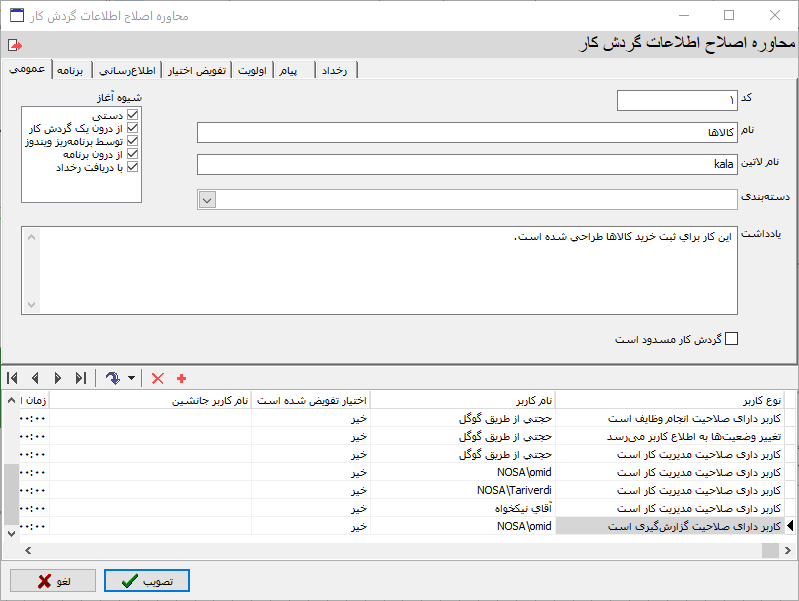 محاوره اصلاح اطلاعات گردش کار
محاوره اصلاح اطلاعات گردش کار
عمومی برنامه اطلاع‌رسانی تفویض اختیار اولویت پیام رخداد
کد ۱
نام کالاها
نام لاتین kala
دسته‌بندی
شیوه آغاز
دستی
از درون یک گردش کار
توسط برنامه‌ریز ویندوز
از درون برنامه
با دریافت رخداد
یادداشت این کار برای ثبت خرید کالاها طراحی شده است.
گردش کار مسدود است
نوع کاربر نام کاربر اختیار تفویض شده است نام کاربر جانشین زمان
کاربر دارای صلاحیت انجام وظایف است حجتی از طریق گوگل خیر ۰۰:۰۰
تغییر وضعیت‌ها به اطلاع کاربر می‌رسد حجتی از طریق گوگل خیر ۰۰:۰۰
کاربر داری صلاحیت مدیریت کار است حجتی از طریق گوگل خیر ۰۰:۰۰
کاربر داری صلاحیت مدیریت کار است NOSA\omid خیر ۰۰:۰۰
کاربر داری صلاحیت مدیریت کار است NOSA\Tariverdi خیر ۰۰:۰۰
کاربر داری صلاحیت مدیریت کار است آقای نیکخواه خیر ۰۰:۰۰
کاربر دارای صلاحیت گزارش‌گیری است NOSA\omid خیر ۰۰:۰۰
تصویب لغو